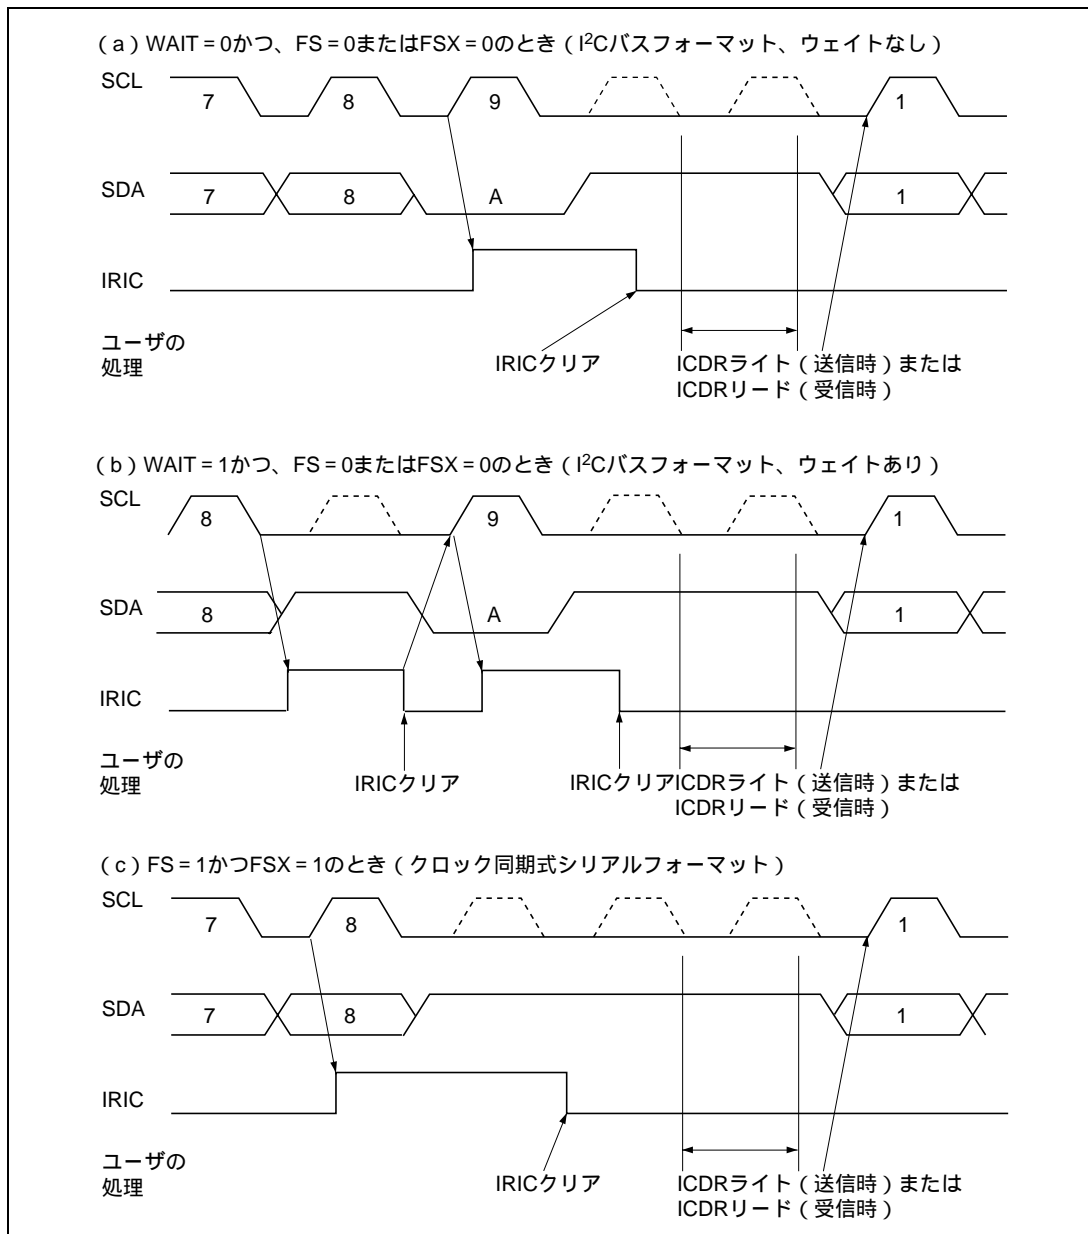 (a) WAIT = 0かつ、FS = 0またはFSX = 0のとき(I²Cバスフォーマット、ウェイトなし)
SCL
7 8 9 1
SDA
7 8 A 1
IRIC
ユーザの
処理
IRICクリア
ICDRライト(送信時)または
ICDRリード(受信時)
(b) WAIT = 1かつ、FS = 0またはFSX = 0のとき(I²Cバスフォーマット、ウェイトあり)
SCL
8 9 1
SDA
8 A 1
IRIC
ユーザの
処理
IRICクリア
IRICクリア
ICDRライト(送信時)または
ICDRリード(受信時)
(c) FS = 1かつFSX = 1のとき(クロック同期式シリアルフォーマット)
SCL
7 8 1
SDA
7 8 1
IRIC
ユーザの
処理
IRICクリア
ICDRライト(送信時)または
ICDRリード(受信時)